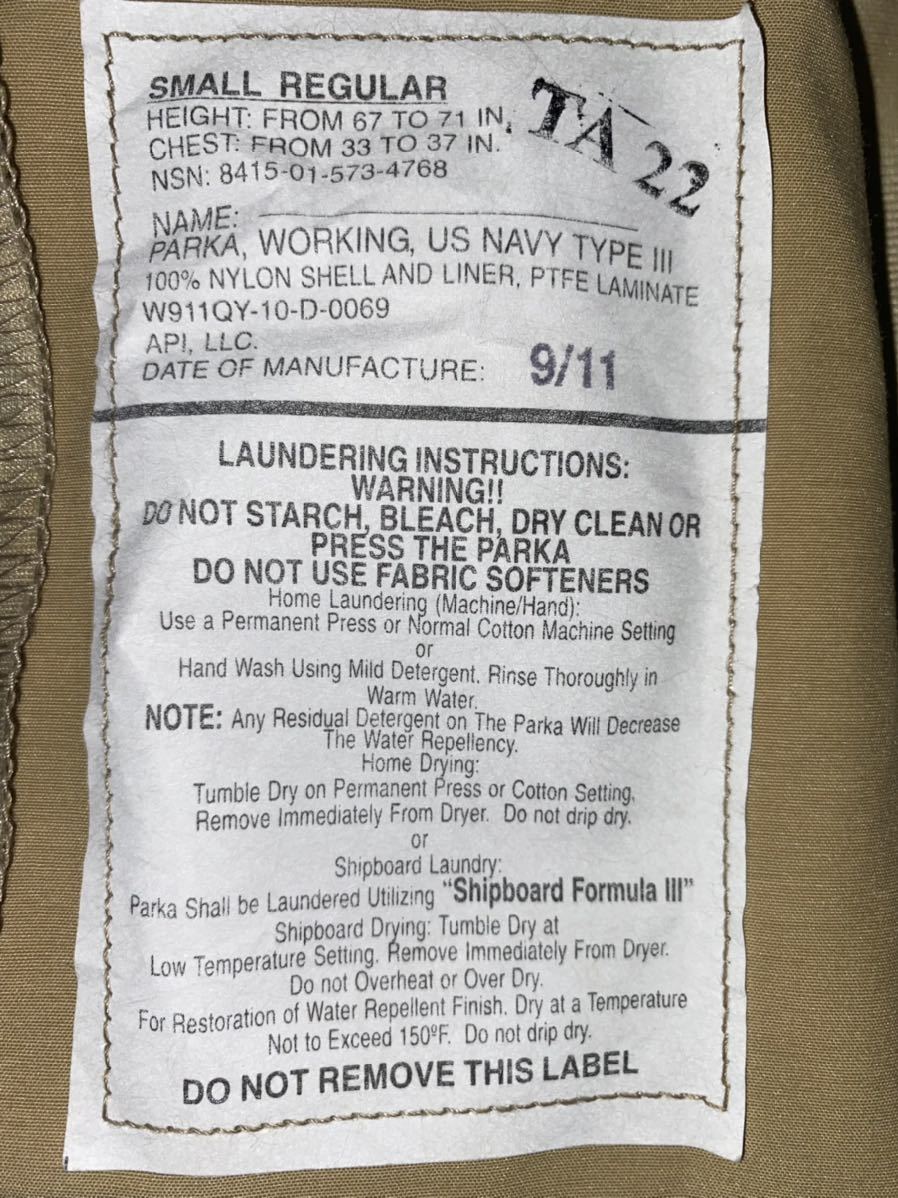 SMALL REGULAR
HEIGHT: FROM 67 TO 71 IN.
CHEST: FROM 33 TO 37 IN.
NSN: 8415-01-573-4768
TA 22
NAME:
PARKA, WORKING, US NAVY TYPE III
100% NYLON SHELL AND LINER, PTFE LAMINATE
W911QY-10-D-0069
API, LLC.
DATE OF MANUFACTURE: 9/11
LAUNDERING INSTRUCTIONS:
WARNING!!
DO NOT STARCH, BLEACH, DRY CLEAN OR
PRESS THE PARKA
DO NOT USE FABRIC SOFTENERS
Home Laundering (Machine/Hand):
Use a Permanent Press or Normal Cotton Machine Setting
or
Hand Wash Using Mild Detergent. Rinse Thoroughly in
Warm Water.
NOTE: Any Residual Detergent on The Parka Will Decrease
The Water Repellency.
Home Drying:
Tumble Dry on Permanent Press or Cotton Setting,
Remove Immediately From Dryer. Do not drip dry.
or
Shipboard Laundry:
Parka Shall be Laundered Utilizing "Shipboard Formula III"
Shipboard Drying: Tumble Dry at
Low Temperature Setting. Remove Immediately From Dryer.
Do not Overheat or Over Dry.
For Restoration of Water Repellent Finish, Dry at a Temperature
Not to Exceed 150ºF. Do not drip dry.
DO NOT REMOVE THIS LABEL